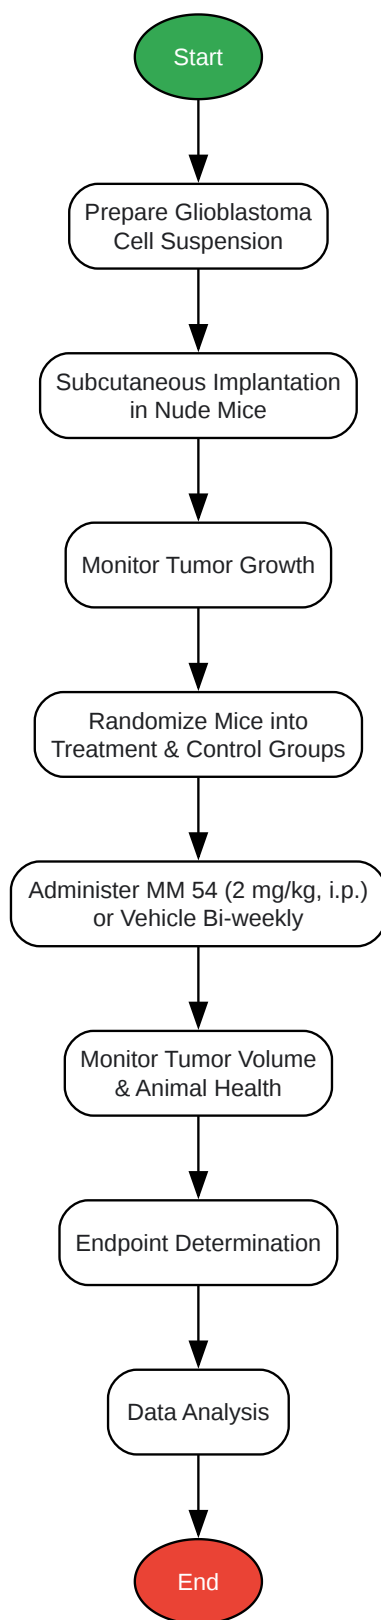 Start
Prepare Glioblastoma
Cell Suspension
Subcutaneous Implantation
in Nude Mice
Monitor Tumor Growth
Randomize Mice into
Treatment & Control Groups
Administer MM 54 (2 mg/kg, i.p.)
or Vehicle Bi-weekly
Monitor Tumor Volume
& Animal Health
Endpoint Determination
Data Analysis
End